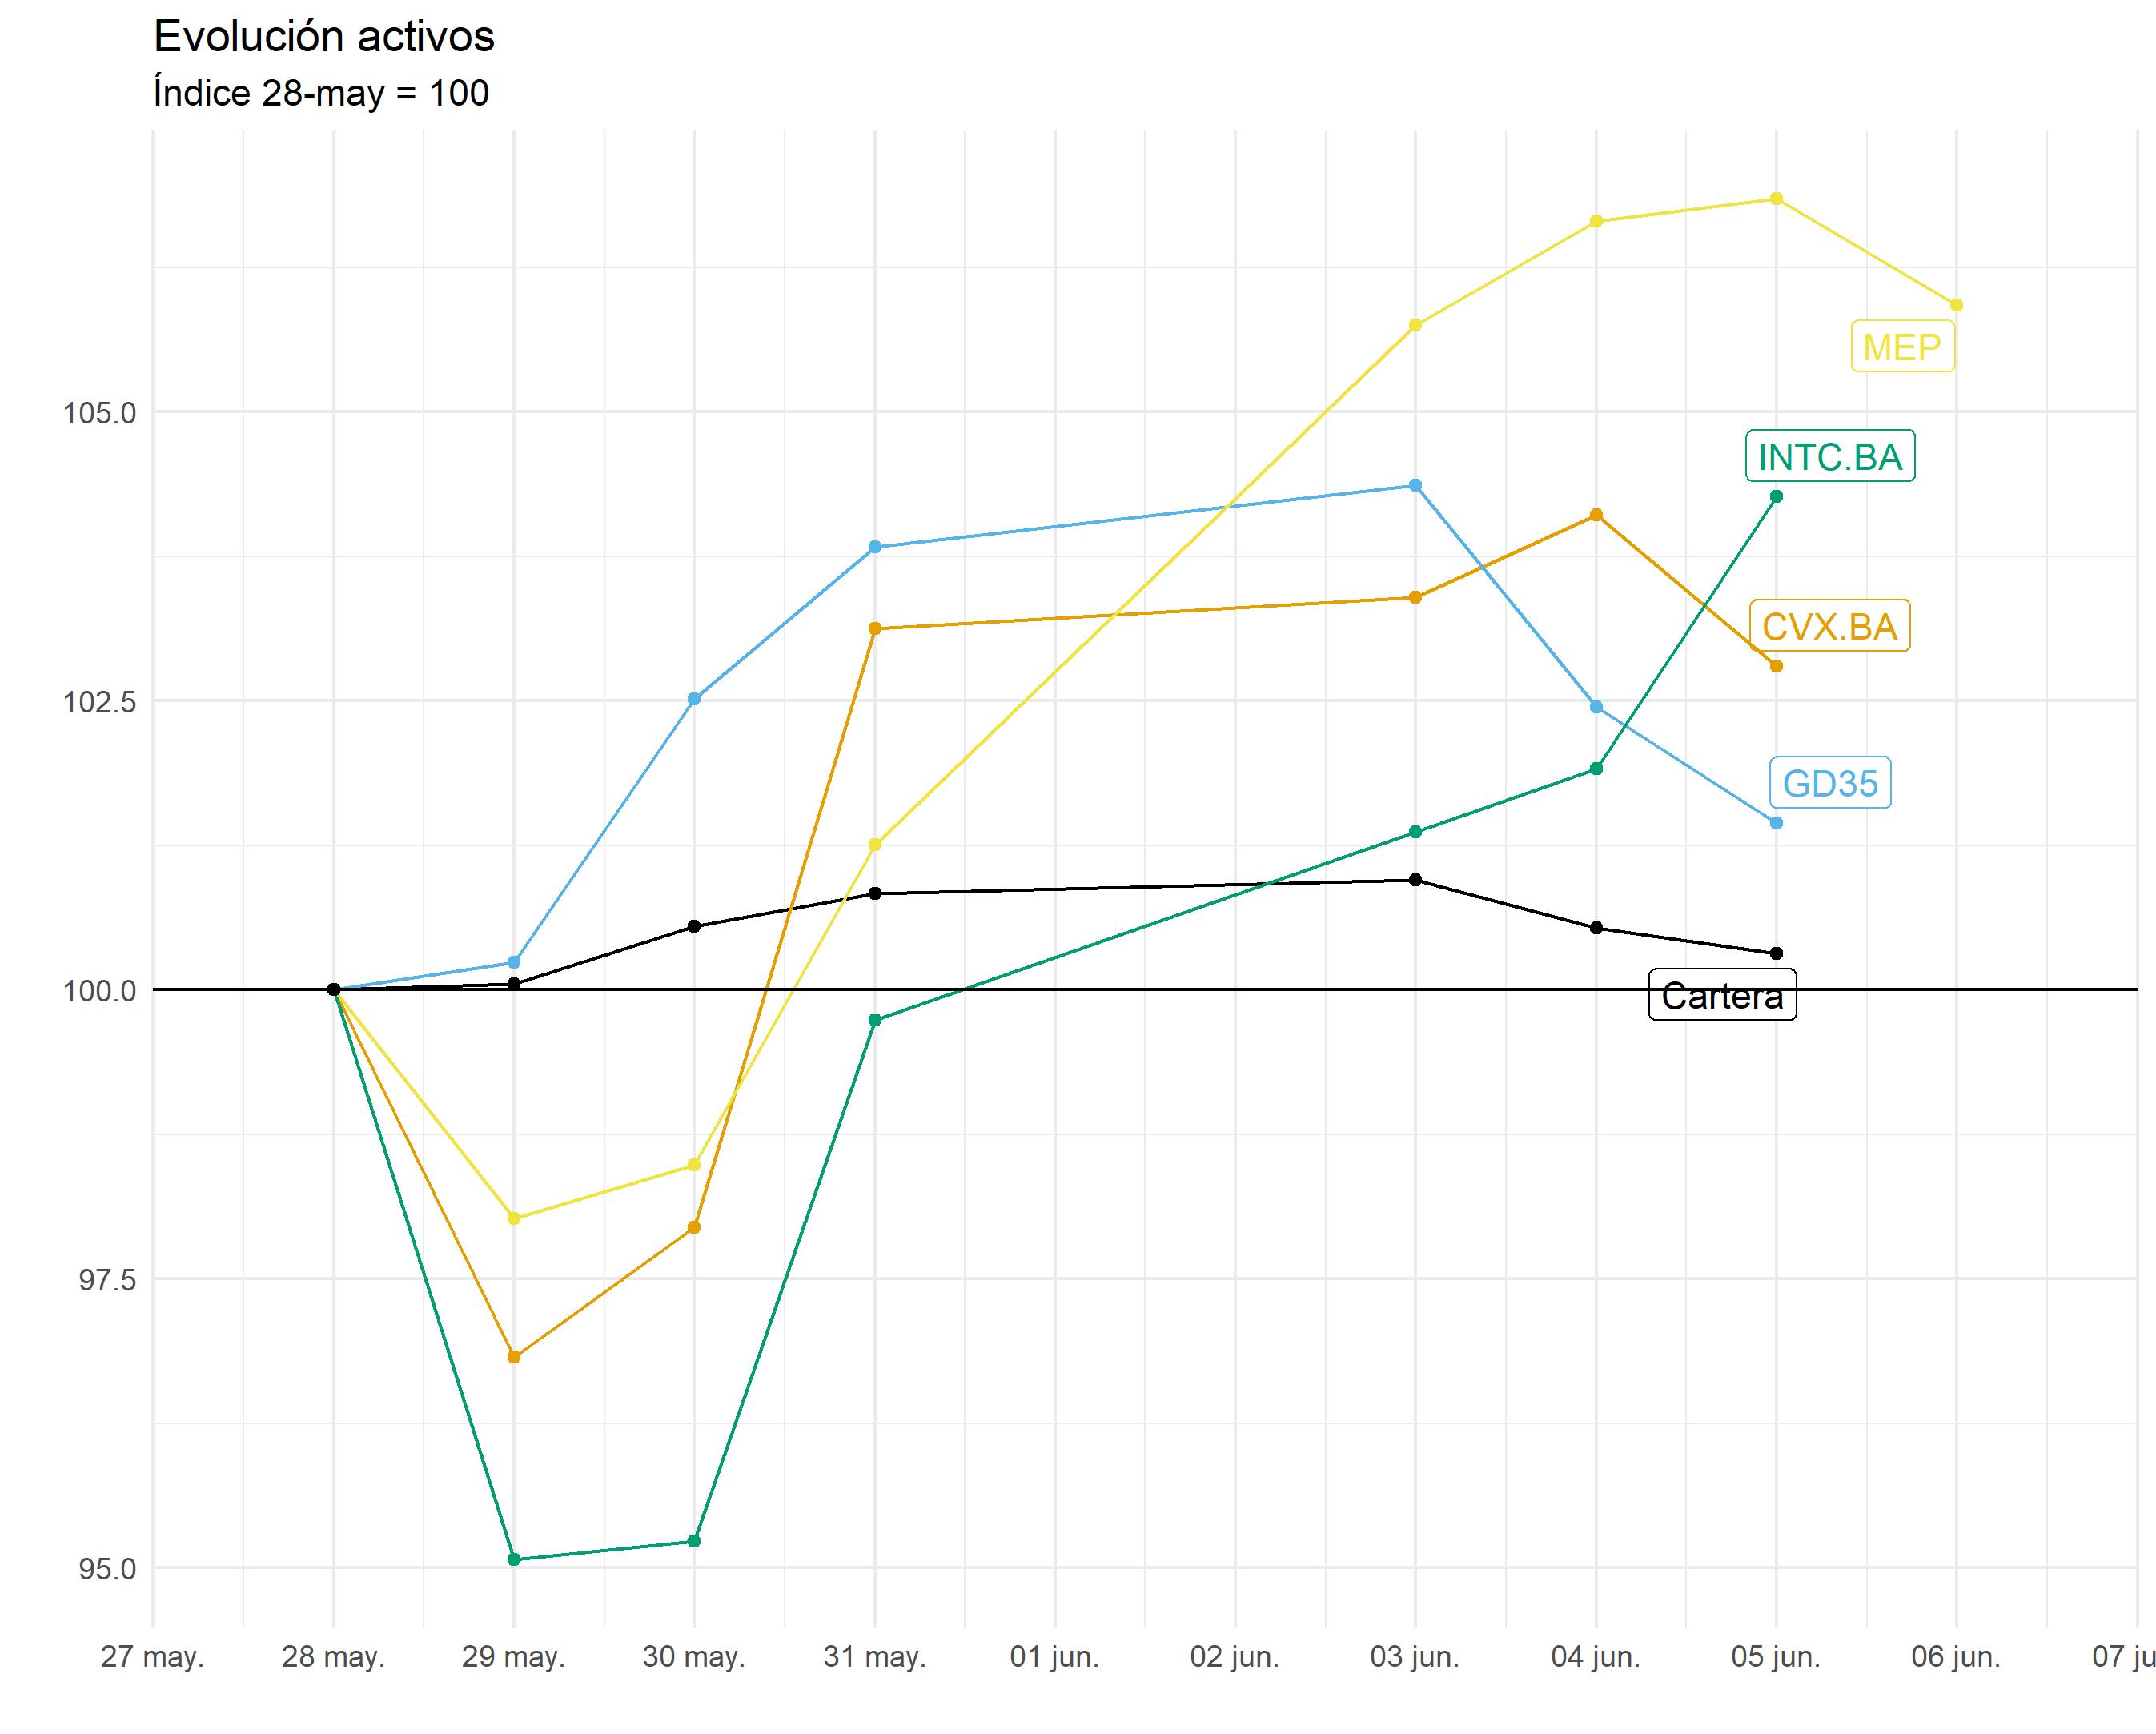 Evolución activos
Índice 28-may = 100
MEP
105.0
INTC.BA
CVX.BA
102.5
GD35
100.0
Cartera
97.5
95.0
27 may. 28 may. 29 may. 30 may. 31 may. 01 jun. 02 jun. 03 jun. 04 jun. 05 jun. 06 jun. 07 ju